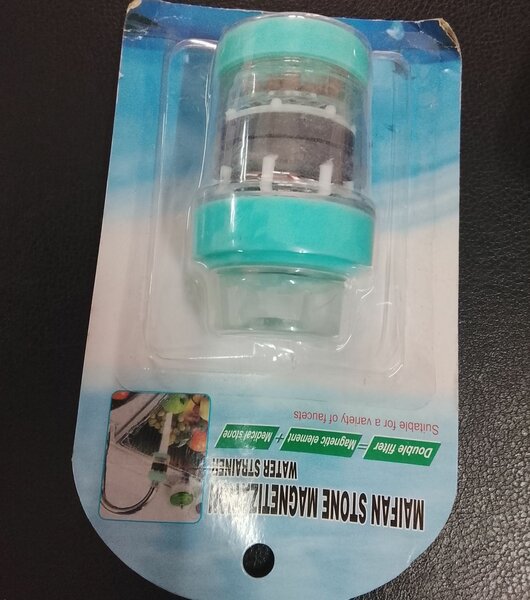 MAIFAN STONE MAGNETIZATION
WATER STRAINER
Double filter = Magnetic element + Medical stone
Suitable for a variety of faucets